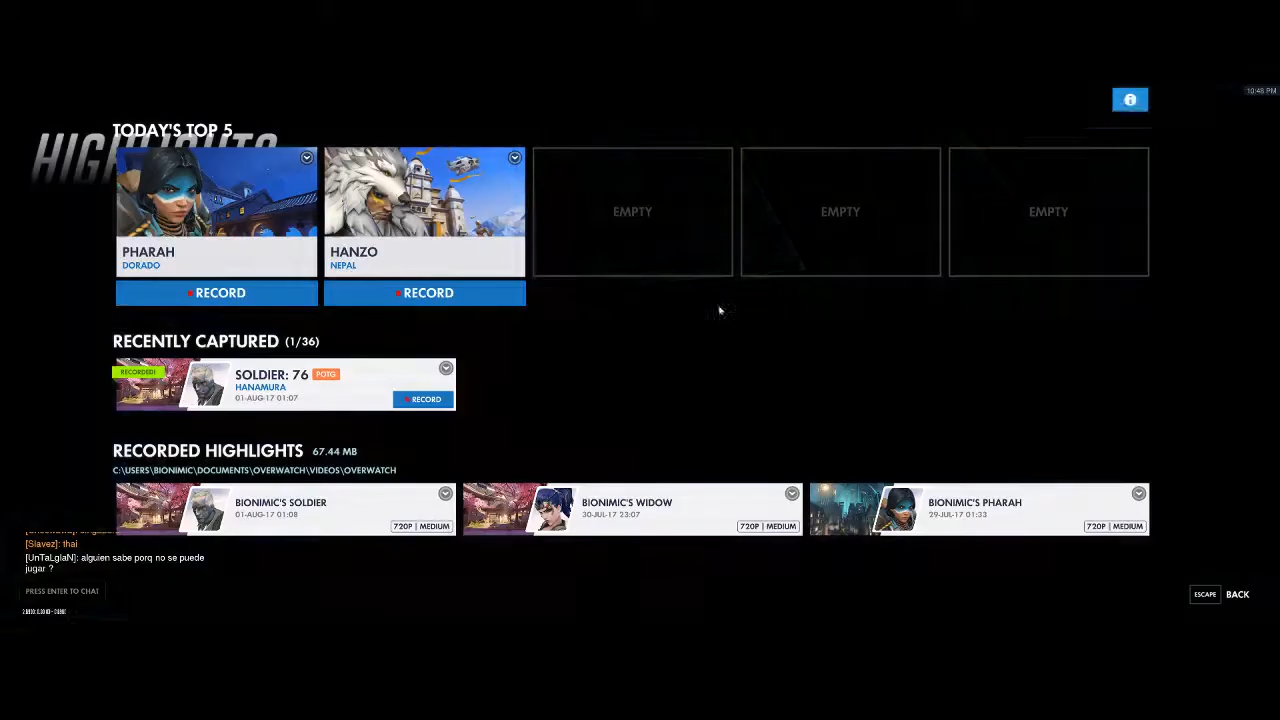 10:48 PM
HIGHLIGHTS
TODAY'S TOP 5
PHARAH
DORADO
RECORD
HANZO
NEPAL
RECORD
EMPTY
EMPTY
EMPTY
RECENTLY CAPTURED (1/36)
RECORDED!
SOLDIER: 76 POTG
HANAMURA
01-AUG-17 01:07
RECORD
RECORDED HIGHLIGHTS 67.44 MB
C:\USERS\BIONIMIC\DOCUMENTS\OVERWATCH\VIDEOS\OVERWATCH
BIONIMIC'S SOLDIER
01-AUG-17 01:08
720P | MEDIUM
BIONIMIC'S WIDOW
30-JUL-17 23:07
720P | MEDIUM
BIONIMIC'S PHARAH
29-JUL-17 01:33
720P | MEDIUM
[Slavez]: thai
[UnTaLgIaN]: alguien sabe porq no se puede
jugar ?
PRESS ENTER TO CHAT
ESCAPE BACK